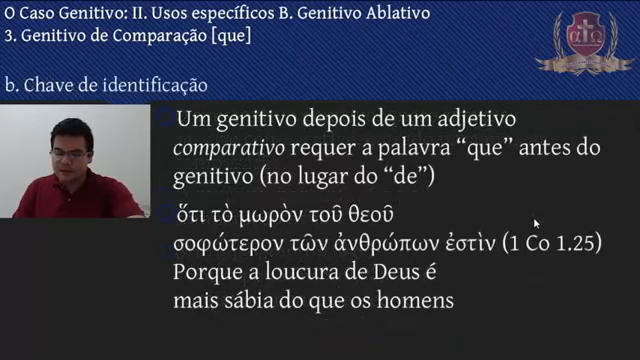 O Caso Genitivo: II. Usos específicos B. Genitivo Ablativo
3. Genitivo de Comparação [que]
b. Chave de identificação
Um genitivo depois de um adjetivo
comparativo requer a palavra “que” antes do
genitivo (no lugar do “de”)
ὅτι τὸ μωρὸν τοῦ θεοῦ
σοφώτερον τῶν ἀνθρώπων ἐστὶν (1 Co 1.25)
Porque a loucura de Deus é
mais sábia do que os homens